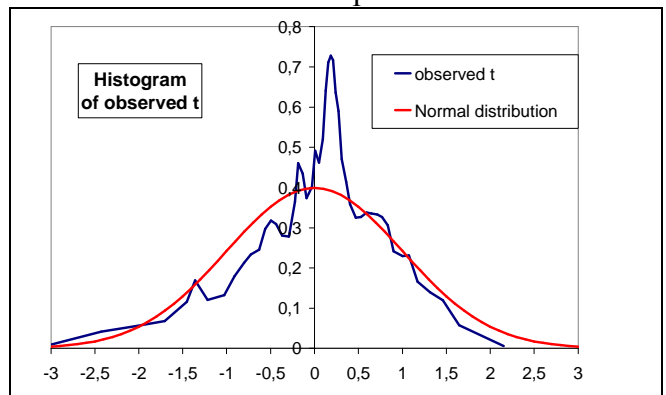 0,8
0,7
Histogram
of observed t
observed t
Normal distribution
0,6
0,5
0,4
0,3
0,2
0,1
0
-3 -2,5 -2 -1,5 -1 -0,5 0 0,5 1 1,5 2 2,5 3